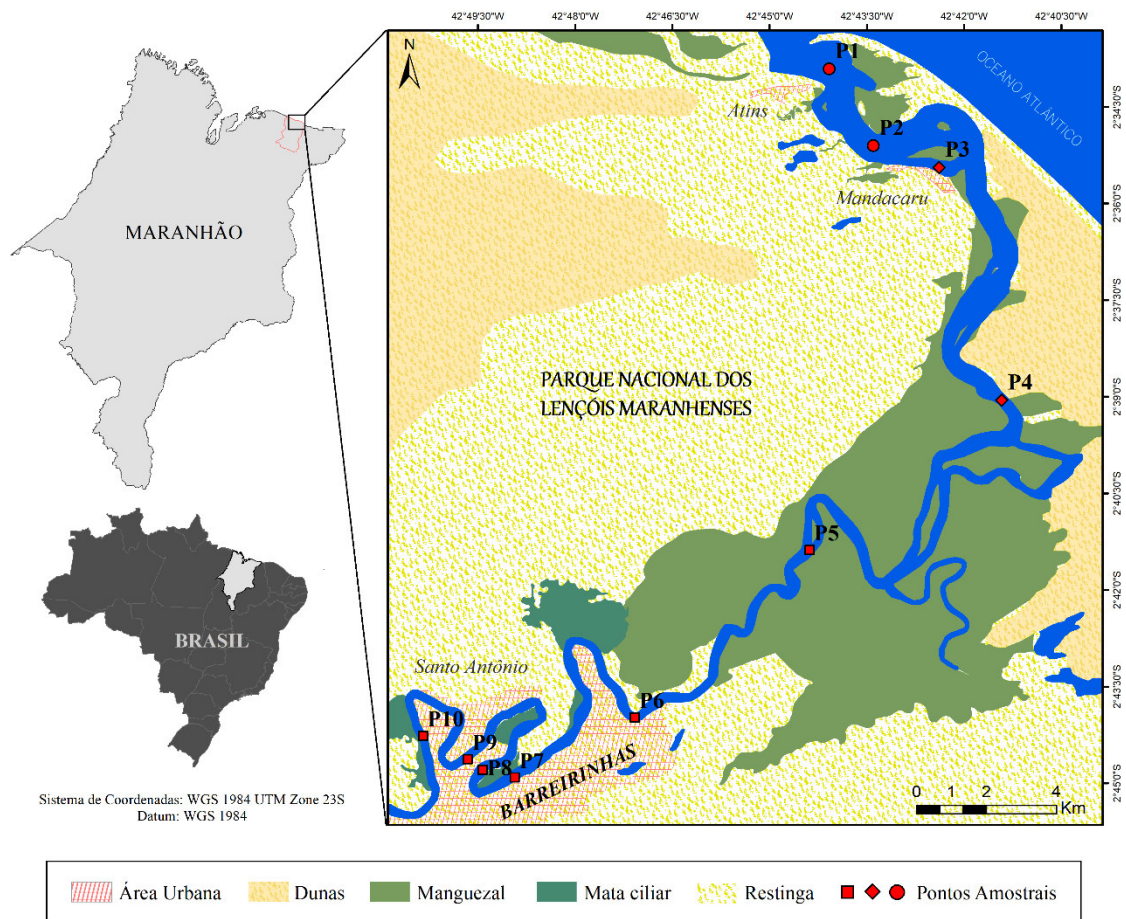 42°49'30"W
42°48'0"W
42°46'30"W
42°45'0"W
42°43'30"W
42°42'0"W
42°40'30"W
N
MARANHÃO
BRASIL
Sistema de Coordenadas: WGS 1984 UTM Zone 23S
Datum: WGS 1984
OCEANO ATLÂNTICO
P1
Atins
P2
P3
Mandacaru
PARQUE NACIONAL DOS
LENÇÓIS MARANHENSES
P4
P5
Santo Antônio
P6
P10
P9
P8
P7
BARREIRINHAS
2°34'30"S
2°36'0"S
2°37'30"S
2°39'0"S
2°40'30"S
2°42'0"S
2°43'30"S
2°45'0"S
0 1 2 4
Km
Área Urbana Dunas Manguezal Mata ciliar Restinga Pontos Amostrais